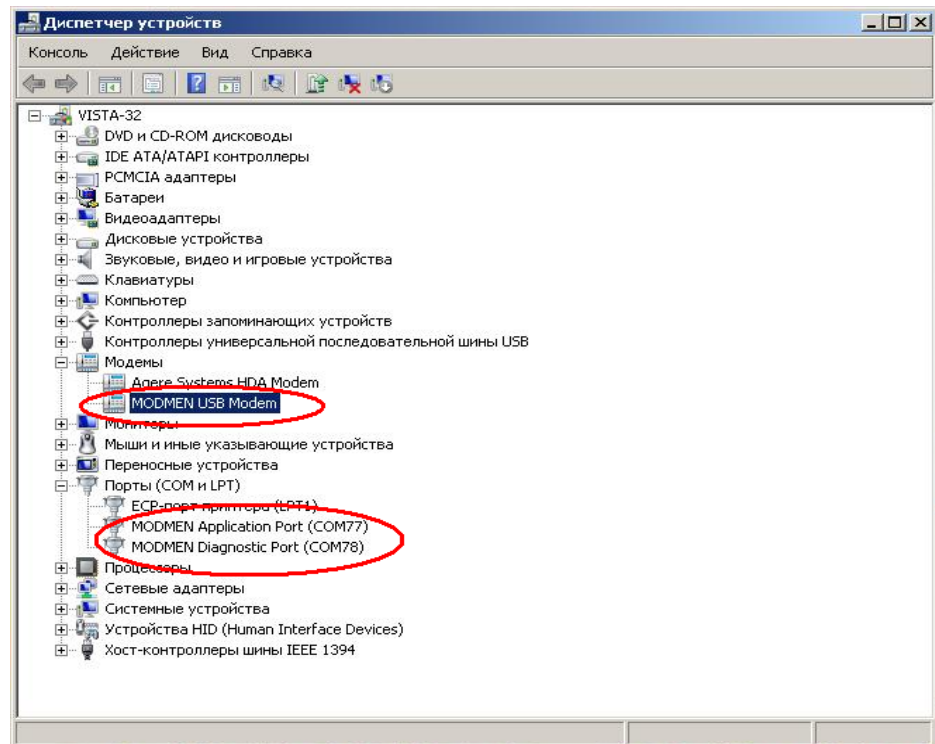 Диспетчер устройств
Консоль Действие Вид Справка
VISTA-32
DVD и CD-ROM дисководы
IDE ATA/ATAPI контроллеры
PCMCIA адаптеры
Батареи
Видеоадаптеры
Дисковые устройства
Звуковые, видео и игровые устройства
Клавиатуры
Компьютер
Контроллеры запоминающих устройств
Контроллеры универсальной последовательной шины USB
Модемы
Agere Systems HDA Modem
MODMEN USB Modem
Мониторы
Мыши и иные указывающие устройства
Переносные устройства
Порты (COM и LPT)
ECP-порт принтера (LPT1)
MODMEN Application Port (COM77)
MODMEN Diagnostic Port (COM78)
Процессоры
Сетевые адаптеры
Системные устройства
Устройства HID (Human Interface Devices)
Хост-контроллеры шины IEEE 1394